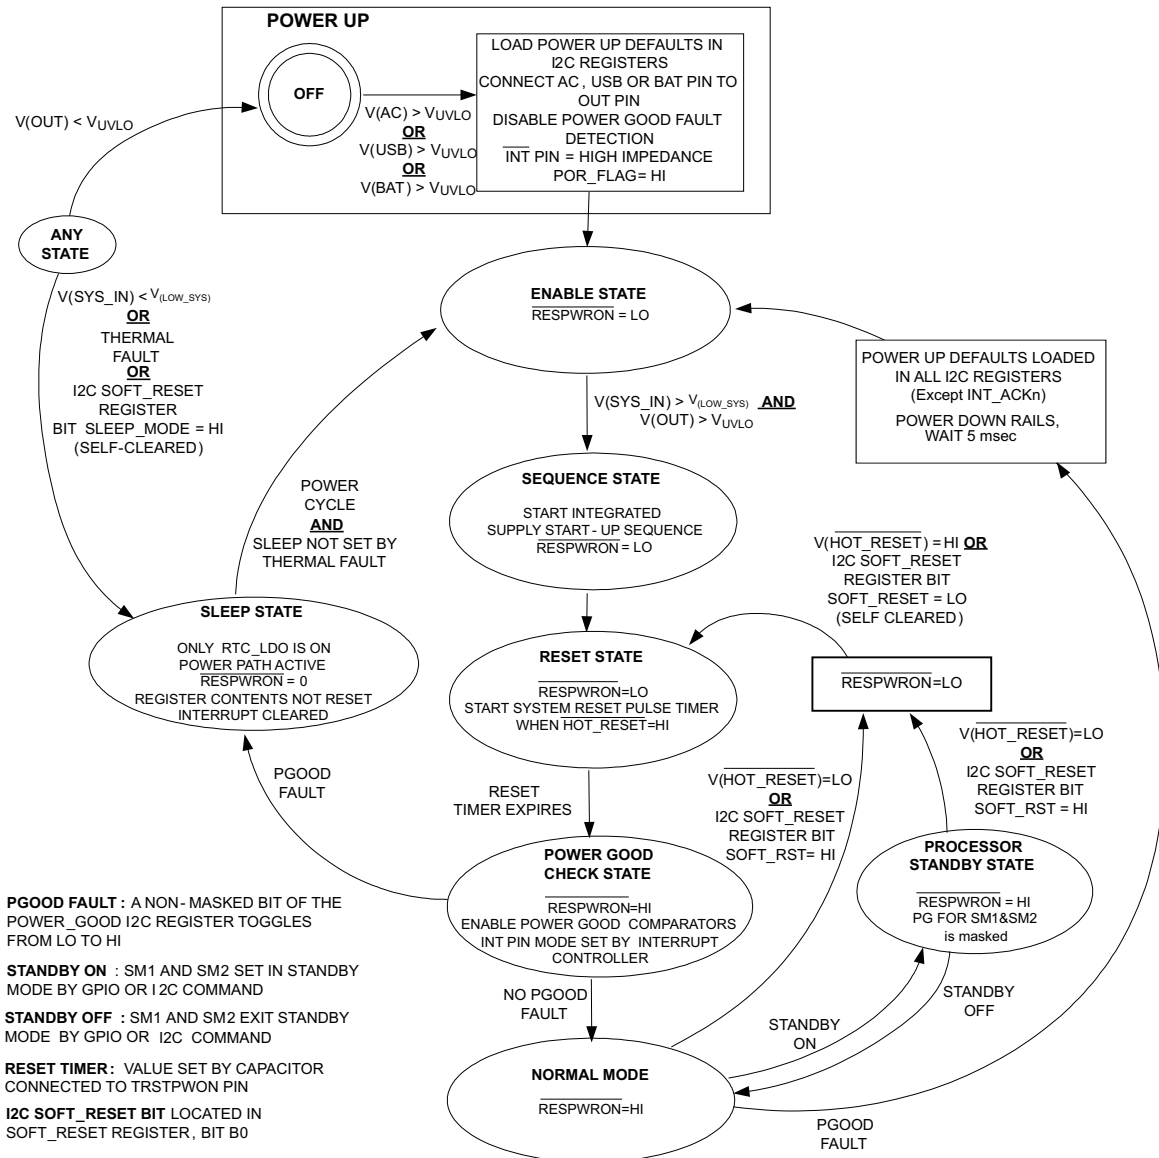 POWER UP
OFF
V(AC) > VUVLO
OR
V(USB) > VUVLO
OR
V(BAT) > VUVLO
LOAD POWER UP DEFAULTS IN
I2C REGISTERS
CONNECT AC, USB OR BAT PIN TO
OUT PIN
DISABLE POWER GOOD FAULT
DETECTION
INT PIN = HIGH IMPEDANCE
POR_FLAG= HI
V(OUT) < VUVLO
ANY
STATE
V(SYS_IN) < V(LOW_SYS)
OR
THERMAL
FAULT
OR
I2C SOFT_RESET
REGISTER
BIT SLEEP_MODE = HI
(SELF-CLEARED)
ENABLE STATE
RESPWRON = LO
POWER UP DEFAULTS LOADED
IN ALL I2C REGISTERS
(Except INT_ACKn)
POWER DOWN RAILS,
WAIT 5 msec
V(SYS_IN) > V(LOW_SYS) AND
V(OUT) > VUVLO
POWER
CYCLE
AND
SLEEP NOT SET BY
THERMAL FAULT
SEQUENCE STATE
START INTEGRATED
SUPPLY START-UP SEQUENCE
RESPWRON = LO
V(HOT_RESET) = HI OR
I2C SOFT_RESET
REGISTER BIT
SOFT_RESET = LO
(SELF CLEARED)
SLEEP STATE
ONLY RTC_LDO IS ON
POWER PATH ACTIVE
RESPWRON = 0
REGISTER CONTENTS NOT RESET
INTERRUPT CLEARED
RESET STATE
RESPWRON=LO
START SYSTEM RESET PULSE TIMER
WHEN HOT_RESET=HI
RESPWRON=LO
V(HOT_RESET)=LO
OR
I2C SOFT_RESET
REGISTER BIT
SOFT_RST = HI
PGOOD
FAULT
RESET
TIMER EXPIRES
V(HOT_RESET)=LO
OR
I2C SOFT_RESET
REGISTER BIT
SOFT_RST= HI
POWER GOOD
CHECK STATE
RESPWRON=HI
ENABLE POWER GOOD COMPARATORS
INT PIN MODE SET BY INTERRUPT
CONTROLLER
PROCESSOR
STANDBY STATE
RESPWRON = HI
PG FOR SM1&SM2
is masked
NO PGOOD
FAULT
STANDBY
ON
STANDBY
OFF
NORMAL MODE
RESPWRON=HI
PGOOD
FAULT
PGOOD FAULT : A NON-MASKED BIT OF THE
POWER_GOOD I2C REGISTER TOGGLES
FROM LO TO HI
STANDBY ON : SM1 AND SM2 SET IN STANDBY
MODE BY GPIO OR I2C COMMAND
STANDBY OFF : SM1 AND SM2 EXIT STANDBY
MODE BY GPIO OR I2C COMMAND
RESET TIMER: VALUE SET BY CAPACITOR
CONNECTED TO TRSTPWON PIN
I2C SOFT_RESET BIT LOCATED IN
SOFT_RESET REGISTER, BIT B0